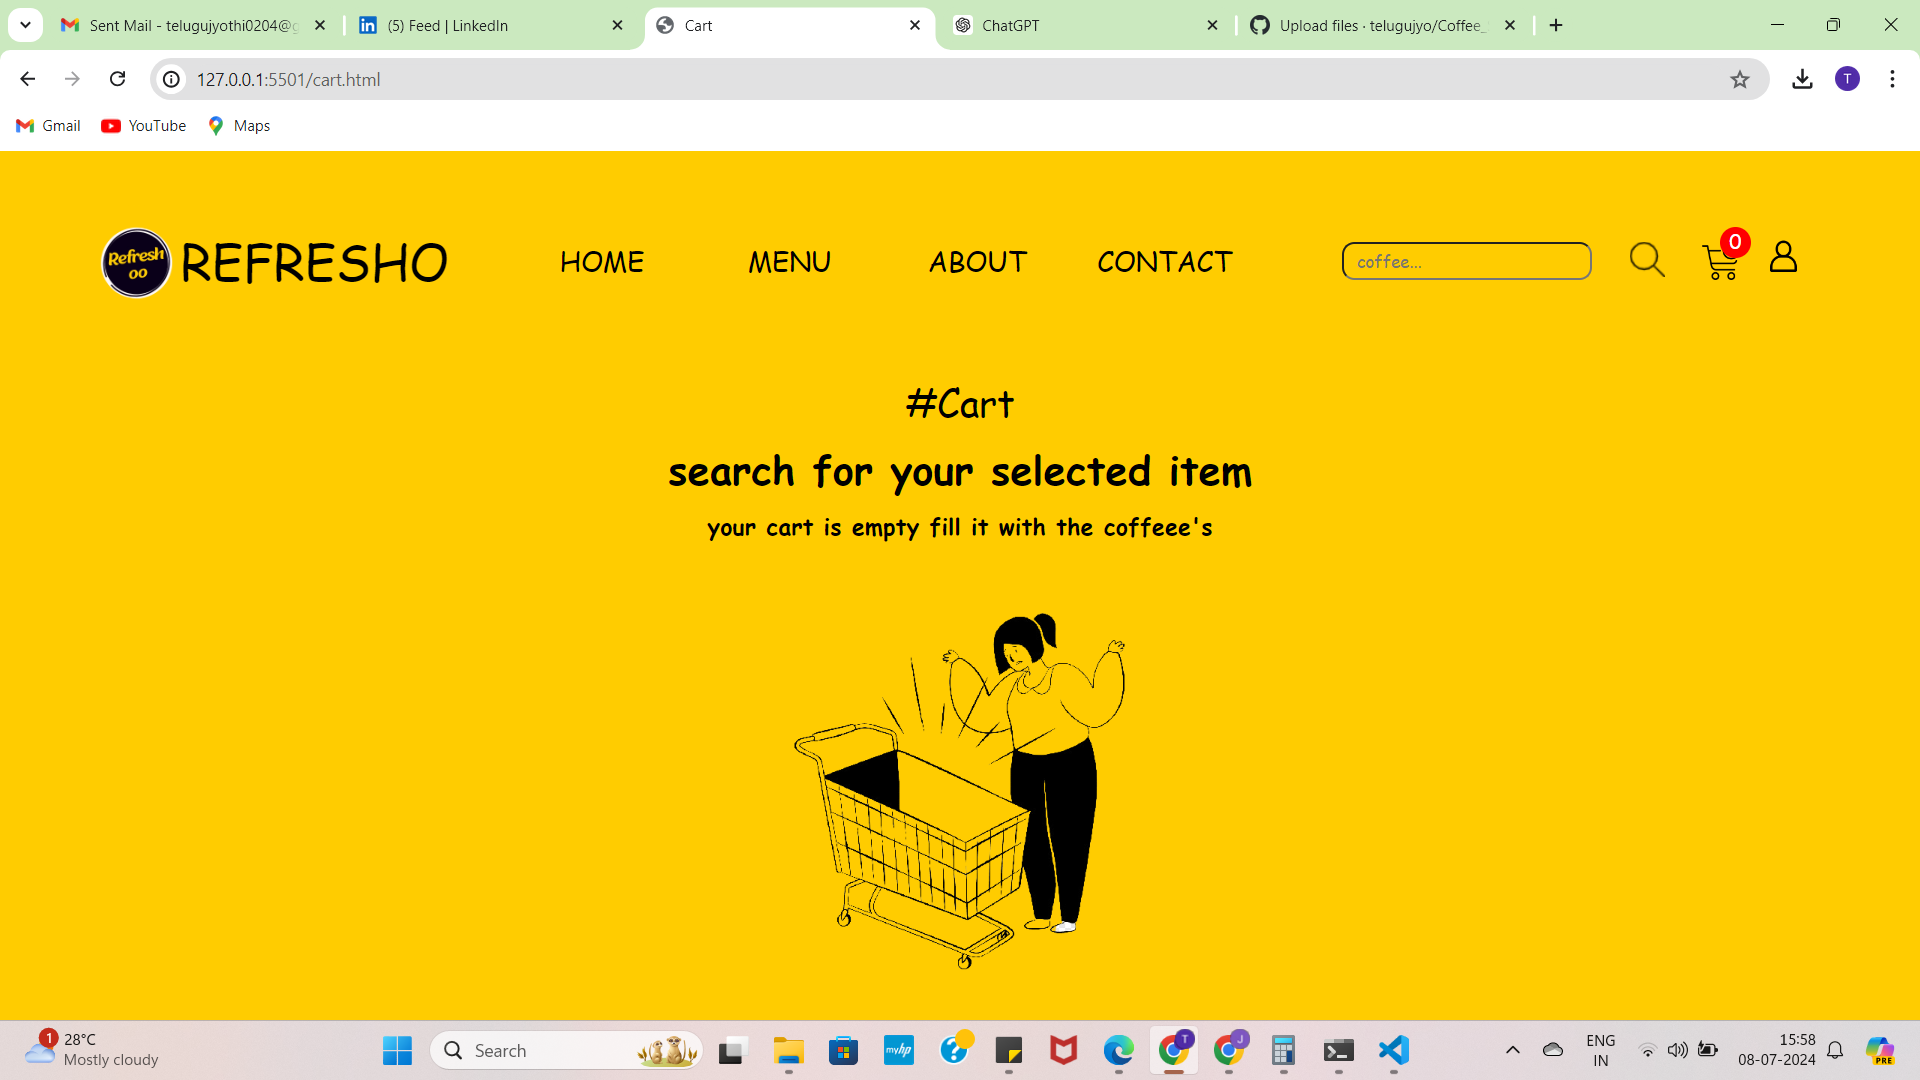 Sent Mail - telugujyothi0204@g
(5) Feed | LinkedIn
Cart
ChatGPT
Upload files · telugujyo/Coffee_
127.0.0.1:5501/cart.html
T
Gmail
YouTube
Maps
Refresh
oo
REFRESHO
HOME
MENU
ABOUT
CONTACT
coffee...
0
#Cart
search for your selected item
your cart is empty fill it with the coffeee's
1
28°C
Mostly cloudy
Search
myhp
?
T
J
ENG
IN
15:58
08-07-2024
PRE